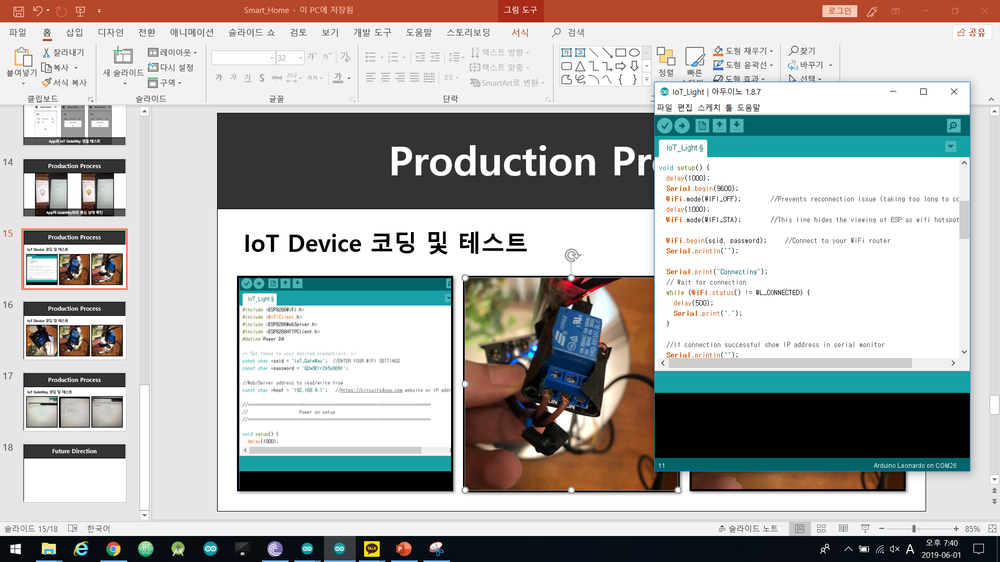 Smart_Home - 이 PC에 저장됨
그림 도구
로그인
파일 홈 삽입 디자인 전환 애니메이션 슬라이드 쇼 검토 보기 개발 도구 도움말 스토리보딩 서식 검색
공유
붙여넣기
잘라내기
복사
서식 복사
클립보드
새 슬라이드
레이아웃
다시 설정
구역
슬라이드
32
가 가 가 S 가나 가나 가가 가
글꼴
텍스트 방향
텍스트 맞춤
SmartArt로 변환
단락
정렬
빠른
도형 채우기
도형 윤곽선
도형 효과
찾기
바꾸기
선택
App과 IoT GateWay 연결 테스트
14
Production Process
App에 GateWay와의 통신 상태 확인
15
Production Process
IoT Device 코딩 및 테스트
16
Production Process
IoT Device 코딩 및 테스트
17
Production Process
IoT GateWay 코딩 및 테스트
18
Future Direction
Production Pr
IoT Device 코딩 및 테스트
IoT_Light §
#include <ESP8266WiFi.h>
#include <WiFiClient.h>
#include <ESP8266WebServer.h>
#include <ESP8266HTTPClient.h>
#define Power D4
/* Set these to your desired credentials. */
const char *ssid = "IoT_GateWay"; //ENTER YOUR WIFI SETTINGS
const char *password = "Q2w8E1r2A5s6D9f";
//Web/Server address to read/write from
const char *host = "192.168.4.1"; //https://circuits4you.com website or IP addr
//=======================================================================
// Power on setup
//=======================================================================
void setup() {
delay(1000);
SRD-05VDC-SL-C
IoT_Light | 아두이노 1.8.7
파일 편집 스케치 툴 도움말
IoT_Light §
void setup() {
delay(1000);
Serial.begin(9600);
WiFi.mode(WIFI_OFF); //Prevents reconnection issue (taking too long to co
delay(1000);
WiFi.mode(WIFI_STA); //This line hides the viewing of ESP as wifi hotspot
WiFi.begin(ssid, password); //Connect to your WiFi router
Serial.println("");
Serial.print("Connecting");
// Wait for connection
while (WiFi.status() != WL_CONNECTED) {
delay(500);
Serial.print(".");
}
//If connection successful show IP address in serial monitor
Serial.println("");
11
Arduino Leonardo on COM26
슬라이드 15/18
한국어
슬라이드 노트
85%
TALK
A
오후 7:40
2019-06-01